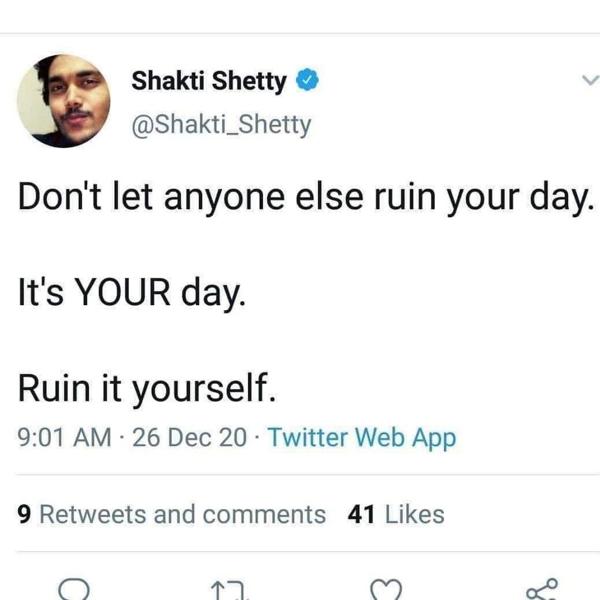 Shakti Shetty
@Shakti_Shetty
Don't let anyone else ruin your day.
It's YOUR day.
Ruin it yourself.
9:01 AM · 26 Dec 20 · Twitter Web App
9 Retweets and comments 41 Likes